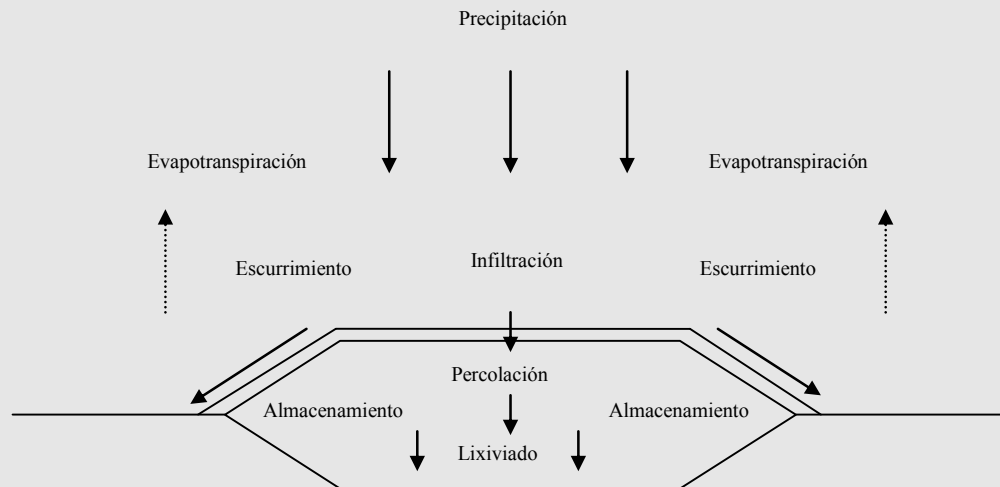 Precipitación
Evapotranspiración
Evapotranspiración
Escurrimiento
Infiltración
Escurrimiento
Percolación
Almacenamiento
Almacenamiento
Lixiviado